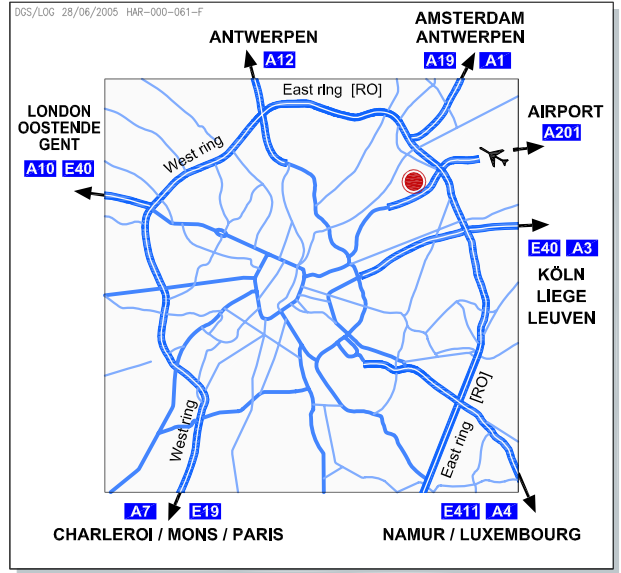 DGS/LOG 28/06/2005 HAR-000-061-F
AMSTERDAM
ANTWERPEN
ANTWERPEN
A12
A19 A1
East ring [RO]
LONDON
OOSTENDE
GENT
A10 E40
West ring
AIRPORT
A201
E40 A3
KÖLN
LIEGE
LEUVEN
West ring
East ring [RO]
A7 E19
CHARLEROI / MONS / PARIS
E411 A4
NAMUR / LUXEMBOURG